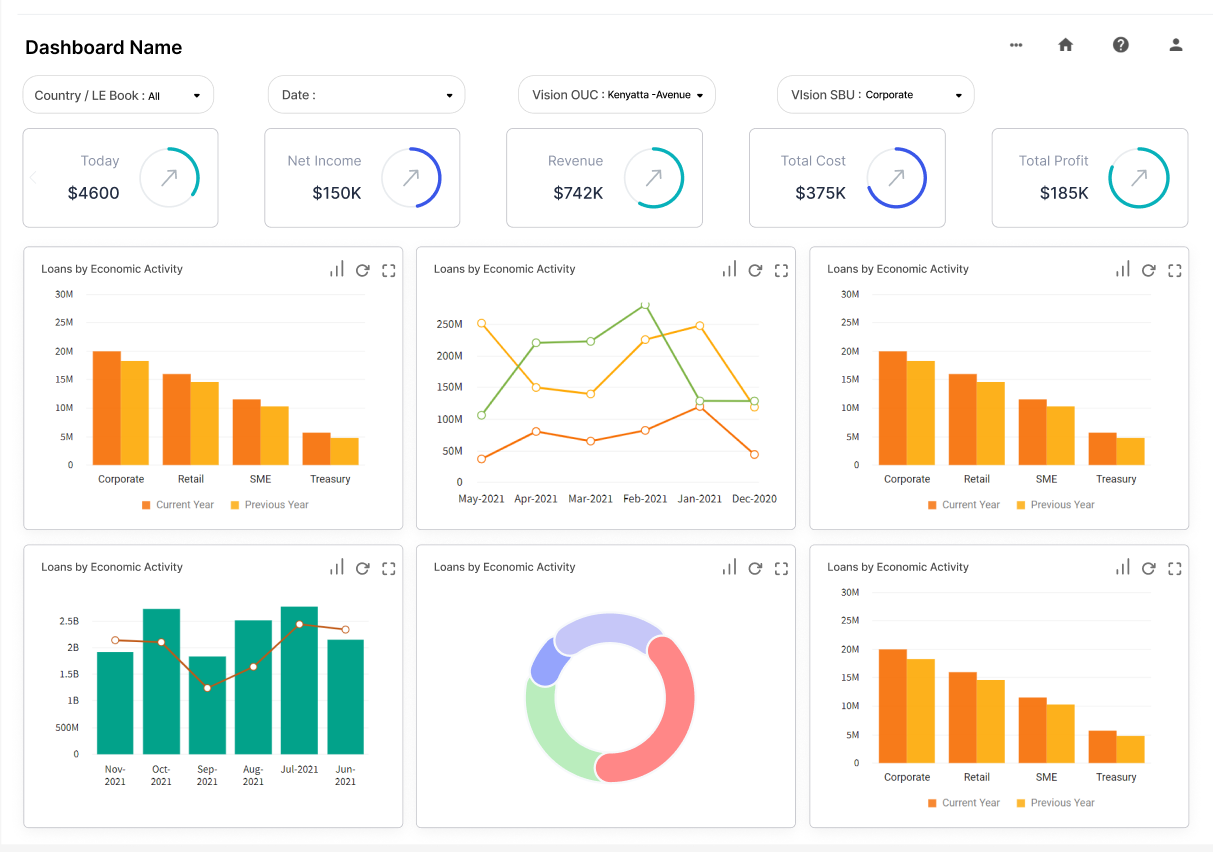 Dashboard Name
Country / LE Book : All
Date :
Vision OUC : Kenyatta -Avenue
VIsion SBU : Corporate
Today
$4600
Net Income
$150K
Revenue
$742K
Total Cost
$375K
Total Profit
$185K
Loans by Economic Activity
30M
25M
20M
15M
10M
5M
0
Corporate Retail SME Treasury
Current Year Previous Year
Loans by Economic Activity
250M
200M
150M
100M
50M
0
May-2021 Apr-2021 Mar-2021 Feb-2021 Jan-2021 Dec-2020
Loans by Economic Activity
30M
25M
20M
15M
10M
5M
0
Corporate Retail SME Treasury
Current Year Previous Year
Loans by Economic Activity
2.5B
2B
1.5B
1B
500M
0
Nov-2021 Oct-2021 Sep-2021 Aug-2021 Jul-2021 Jun-2021
Loans by Economic Activity
Loans by Economic Activity
30M
25M
20M
15M
10M
5M
0
Corporate Retail SME Treasury
Current Year Previous Year